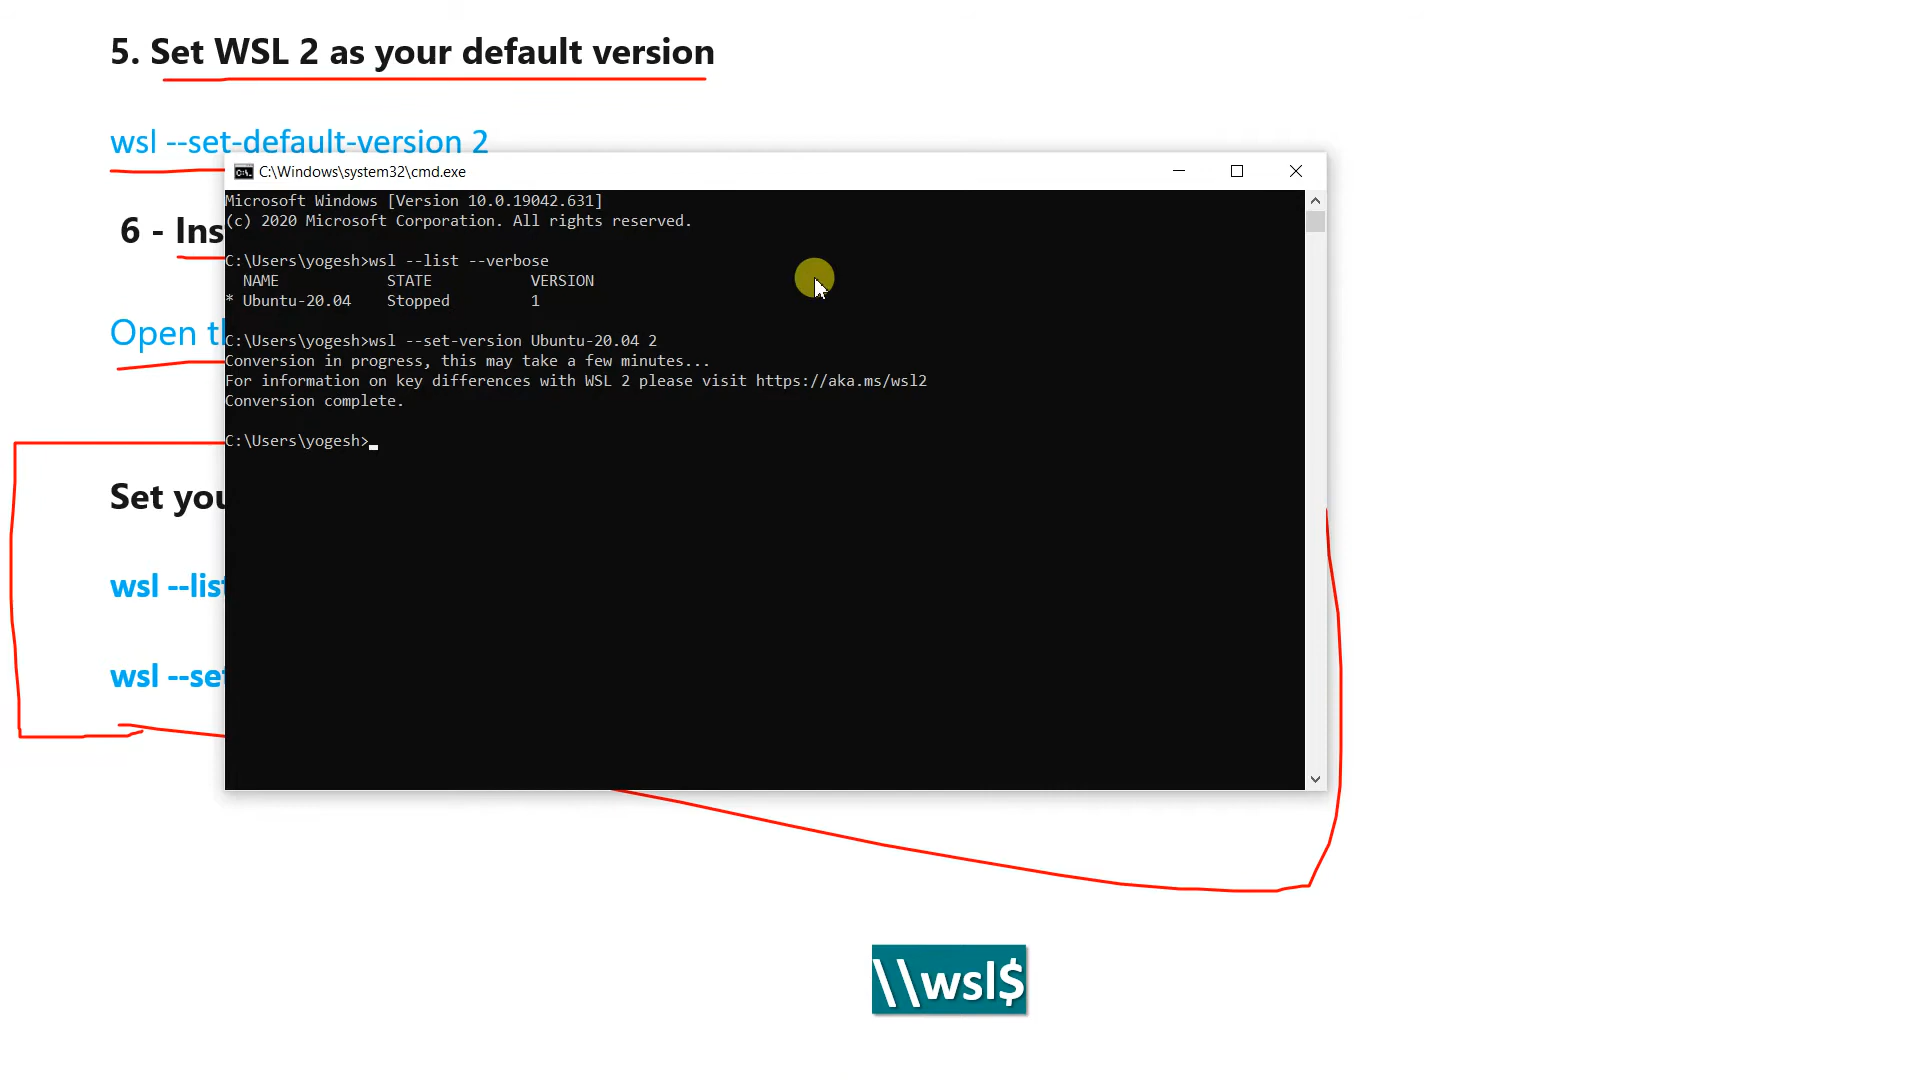 5. Set WSL 2 as your default version
wsl --set-default-version 2
C:\Windows\system32\cmd.exe
Microsoft Windows [Version 10.0.19042.631]
(c) 2020 Microsoft Corporation. All rights reserved.
6 - Ins
C:\Users\yogesh>wsl --list --verbose
NAME STATE VERSION
* Ubuntu-20.04 Stopped 1
Open th
C:\Users\yogesh>wsl --set-version Ubuntu-20.04 2
Conversion in progress, this may take a few minutes...
For information on key differences with WSL 2 please visit https://aka.ms/wsl2
Conversion complete.
C:\Users\yogesh>
Set you
wsl --list
wsl --set
\\wsl$